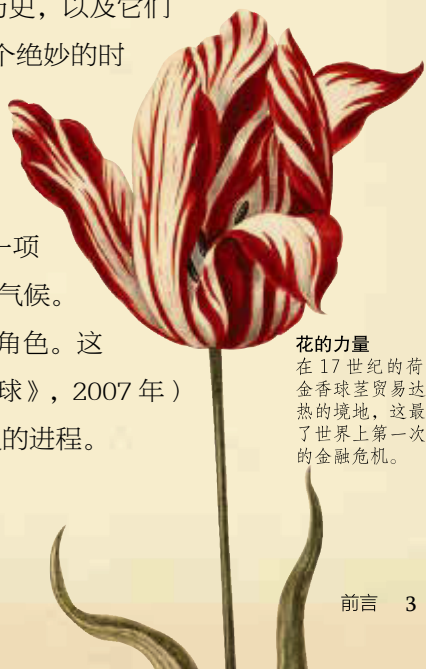 历史，以及它们
个绝妙的时
一项
气候。
角色。这
球》，2007 年）
的进程。
花的力量
在 17 世纪的荷
金香球茎贸易达
热的境地，这最
了世界上第一次
的金融危机。
前言 3